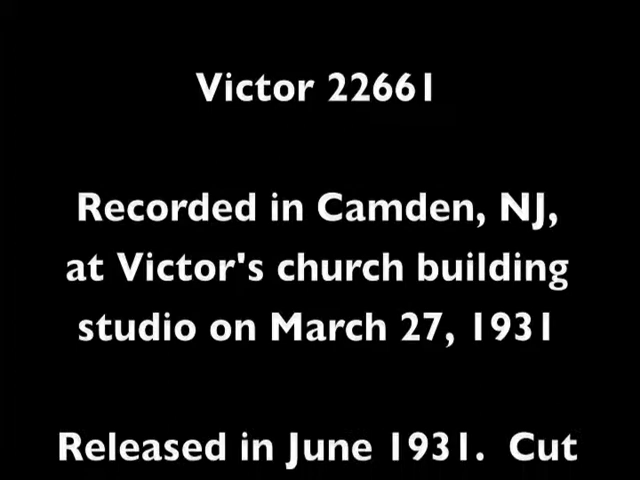 Victor 22661
Recorded in Camden, NJ,
at Victor's church building
studio on March 27, 1931
Released in June 1931.  Cut